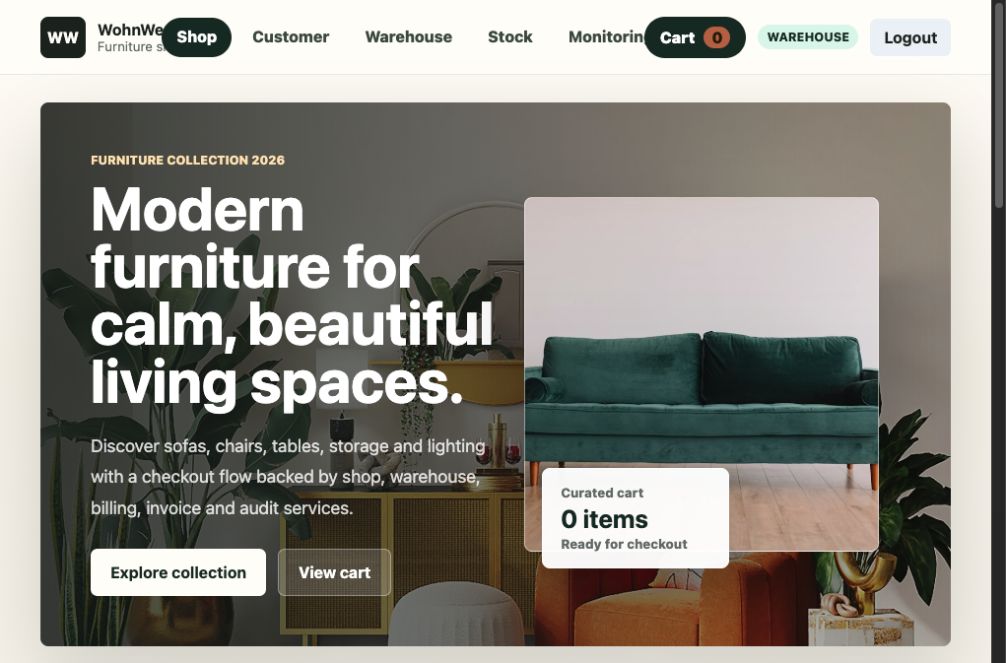 WW
WohnWe
Furniture s
Shop
Customer
Warehouse
Stock
Monitorin
Cart 0
WAREHOUSE
Logout
FURNITURE COLLECTION 2026
Modern
furniture for
calm, beautiful
living spaces.
Discover sofas, chairs, tables, storage and lighting
with a checkout flow backed by shop, warehouse,
billing, invoice and audit services.
Explore collection
View cart
Curated cart
0 items
Ready for checkout